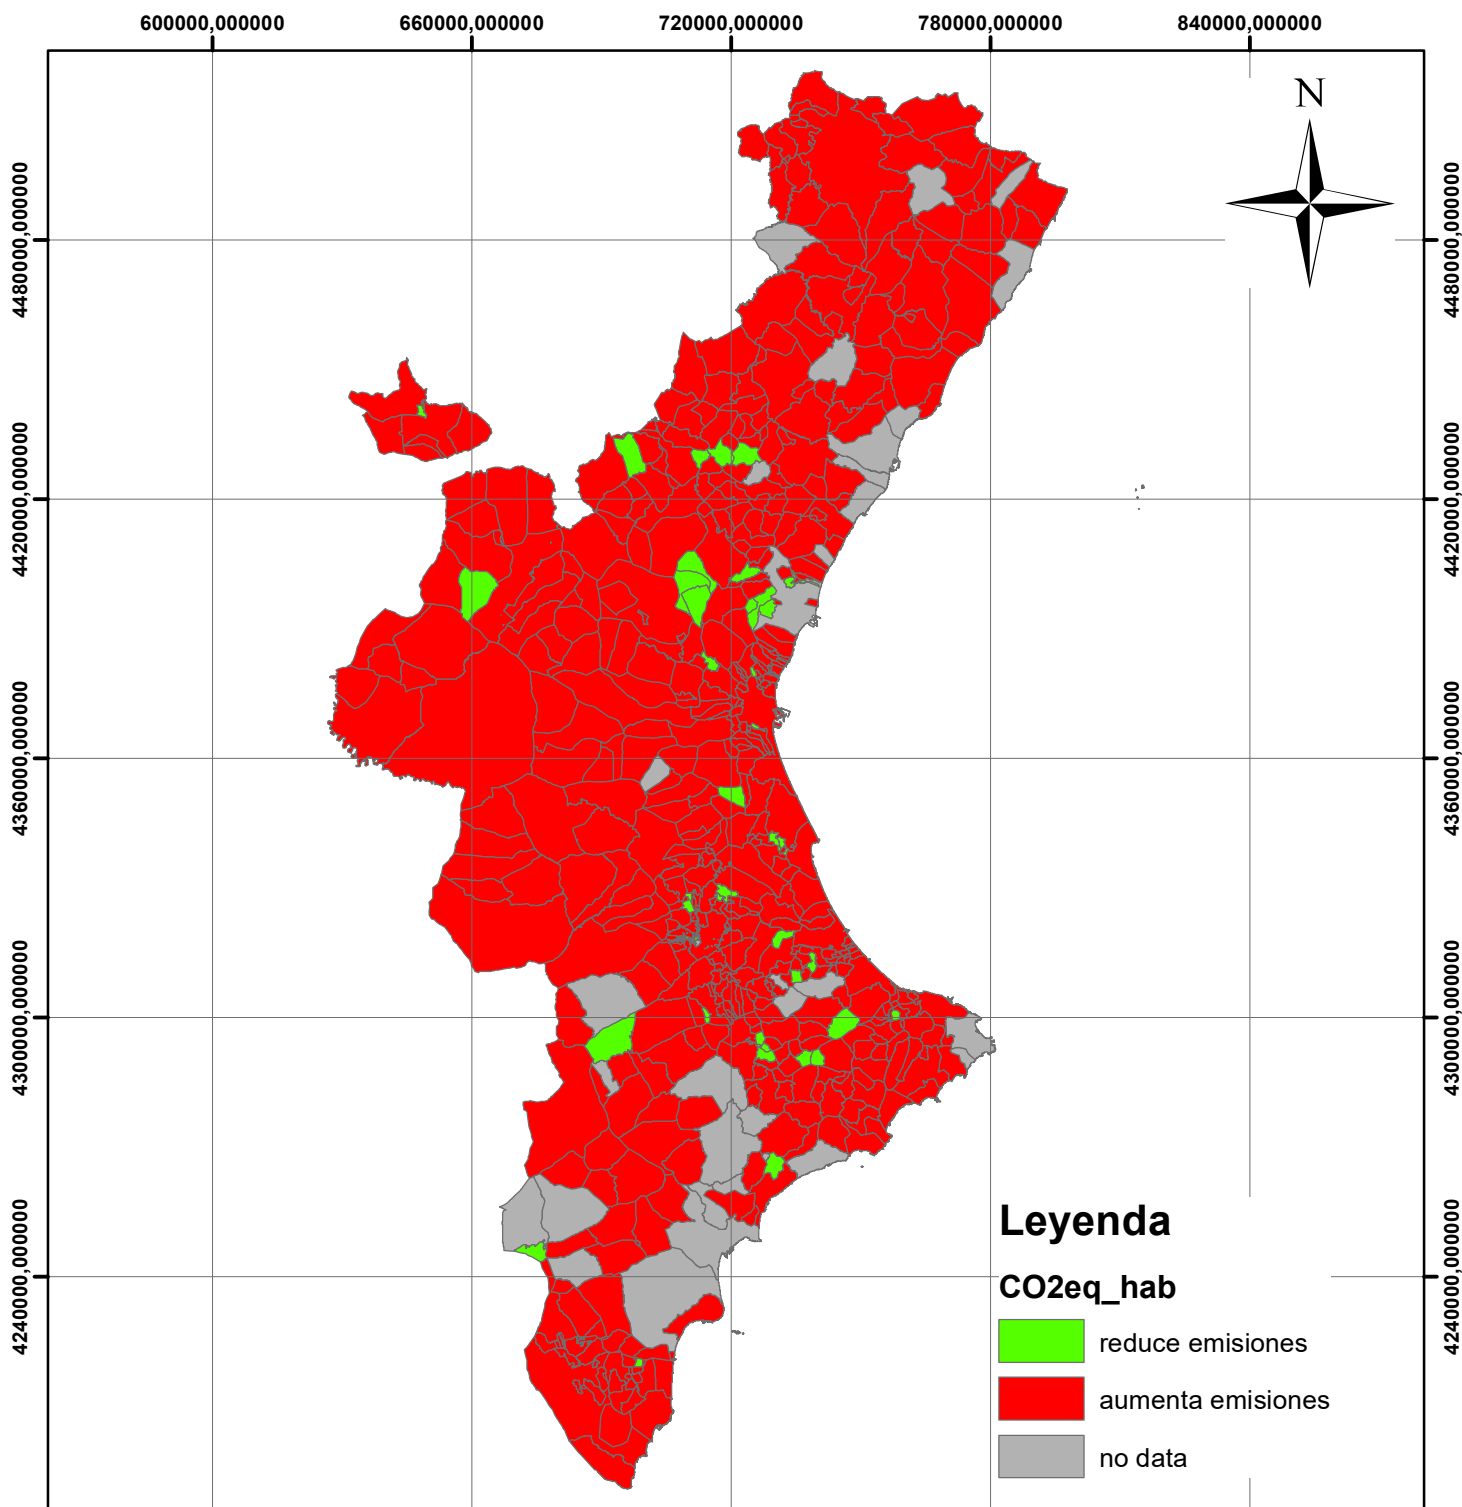 600000,000000 660000,000000 720000,000000 780000,000000 840000,000000
N
4480000,000000 4480000,000000
4420000,000000 4420000,000000
4360000,000000 4360000,000000
4300000,000000 4300000,000000
4240000,000000 4240000,000000
Leyenda
CO2eq_hab
reduce emisiones
aumenta emisiones
no data